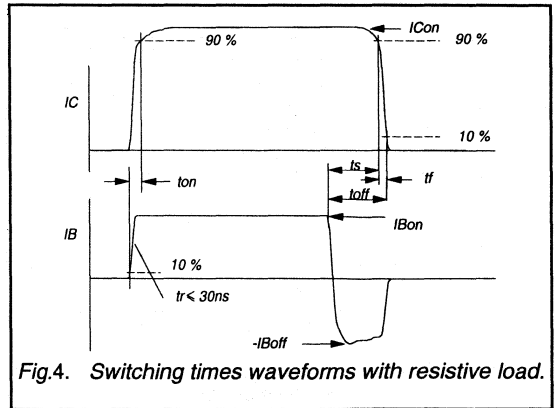 ICon
90 %
90 %
IC
10 %
ton
ts
tf
toff
IB
IBon
10 %
tr ≤ 30ns
-IBoff
Fig.4. Switching times waveforms with resistive load.